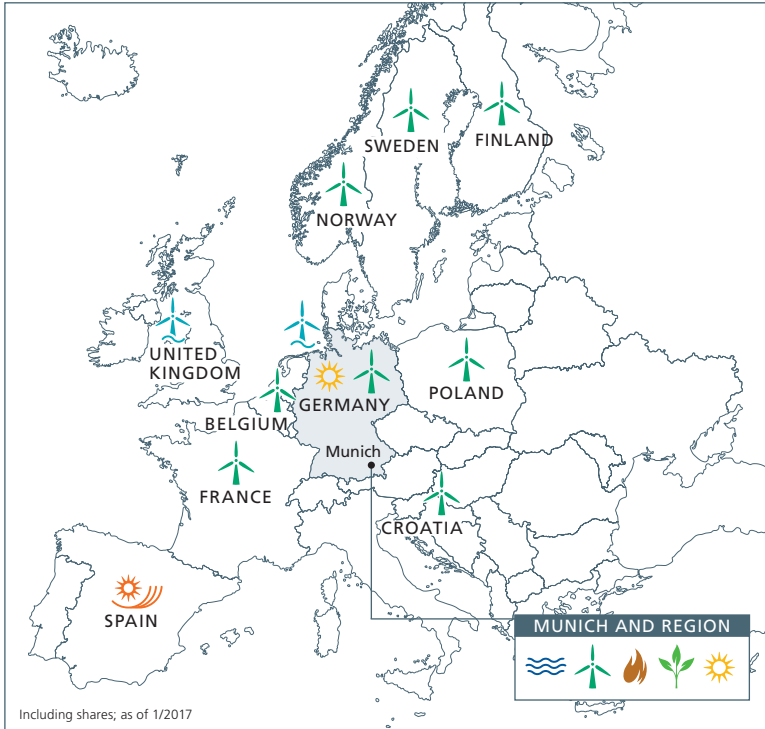 SWEDEN
FINLAND
NORWAY
UNITED
KINGDOM
BELGIUM
GERMANY
POLAND
Munich
FRANCE
CROATIA
SPAIN
MUNICH AND REGION
Including shares; as of 1/2017